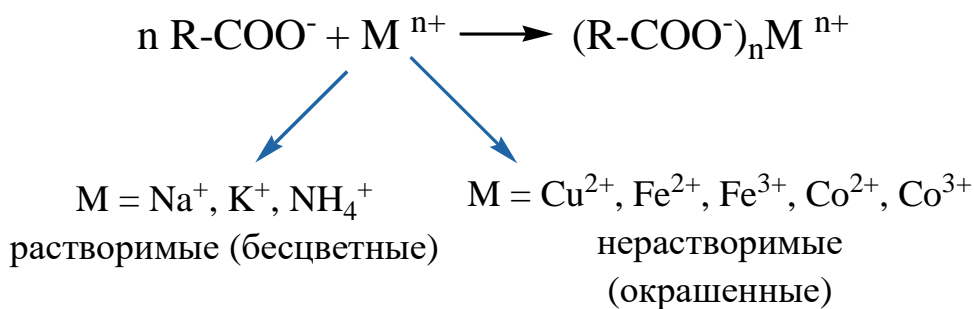 n R-COO⁻ + M ⁿ⁺ → (R-COO⁻)ₙM ⁿ⁺
M = Na⁺, K⁺, NH₄⁺
растворимые (бесцветные)
M = Cu²⁺, Fe²⁺, Fe³⁺, Co²⁺, Co³⁺
нерастворимые
(окрашенные)